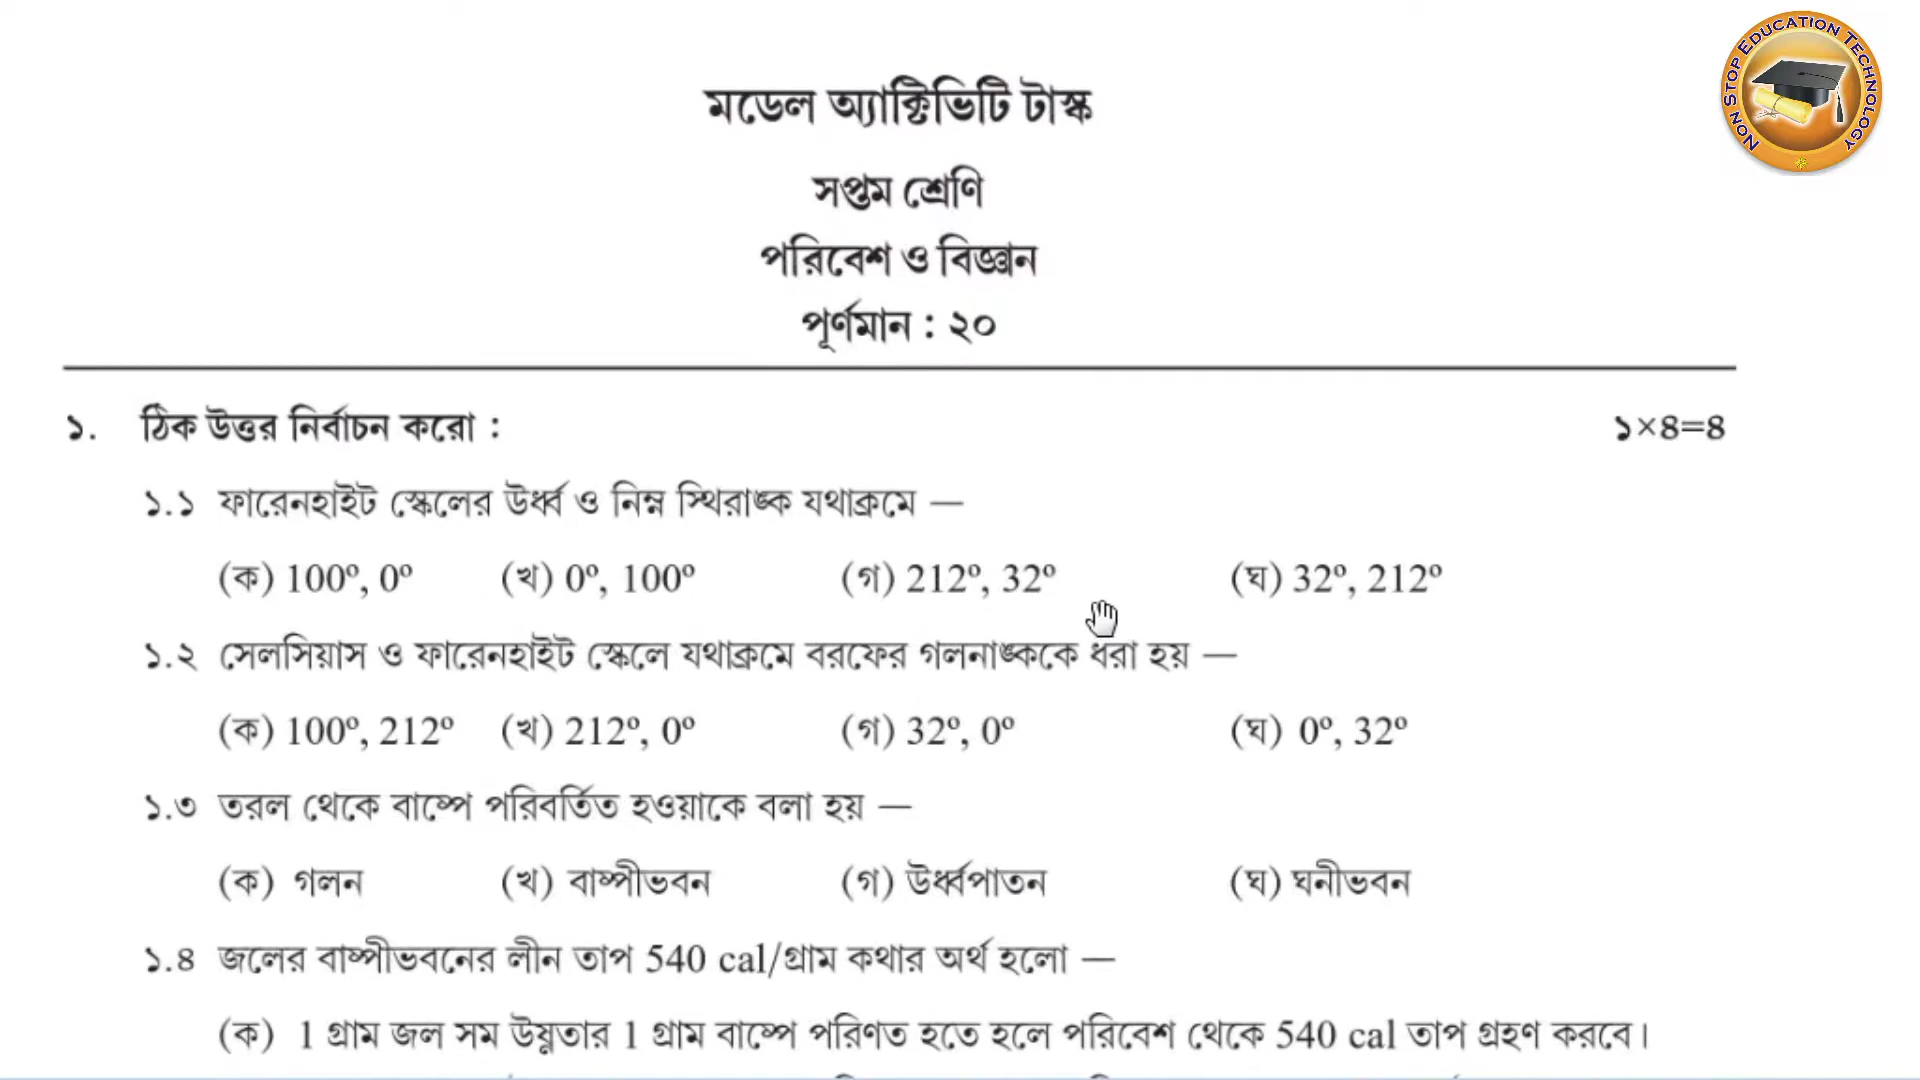 NON STOP EDUCATION TECHNOLOGY
মডেল অ্যাক্টিভিটি টাস্ক
সপ্তম শ্রেণি
পরিবেশ ও বিজ্ঞান
পূর্ণমান : ২০
১. ঠিক উত্তর নির্বাচন করো : ১×৪=৪
১.১ ফারেনহাইট স্কেলের উর্ধ্ব ও নিম্ন স্থিরাঙ্ক যথাক্রমে —
(ক) 100º, 0º (খ) 0º, 100º (গ) 212º, 32º (ঘ) 32º, 212º
১.২ সেলসিয়াস ও ফারেনহাইট স্কেলে যথাক্রমে বরফের গলনাঙ্ককে ধরা হয় —
(ক) 100º, 212º (খ) 212º, 0º (গ) 32º, 0º (ঘ) 0º, 32º
১.৩ তরল থেকে বাষ্পে পরিবর্তিত হওয়াকে বলা হয় —
(ক) গলন (খ) বাষ্পীভবন (গ) উর্ধ্বপাতন (ঘ) ঘনীভবন
১.৪ জলের বাষ্পীভবনের লীন তাপ 540 cal/গ্রাম কথার অর্থ হলো —
(ক) 1 গ্রাম জল সম উষ্ণতার 1 গ্রাম বাষ্পে পরিণত হতে হলে পরিবেশ থেকে 540 cal তাপ গ্রহণ করবে।